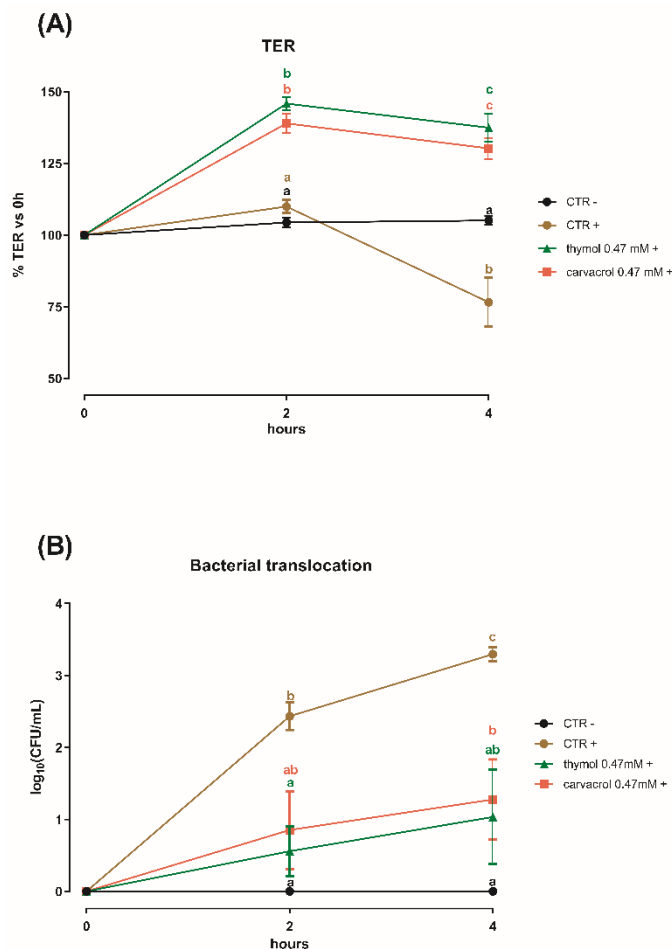 (A)
TER
150
125
100
75
50
% TER vs 0h
b
b
a
a
c
c
a
b
0
2
4
hours
CTR -
CTR +
thymol 0.47 mM +
carvacrol 0.47 mM +
(B)
Bacterial translocation
4
3
2
1
0
log10(CFU/mL)
b
ab
a
a
c
b
ab
a
0
2
4
hours
CTR -
CTR +
thymol 0.47mM +
carvacrol 0.47mM +